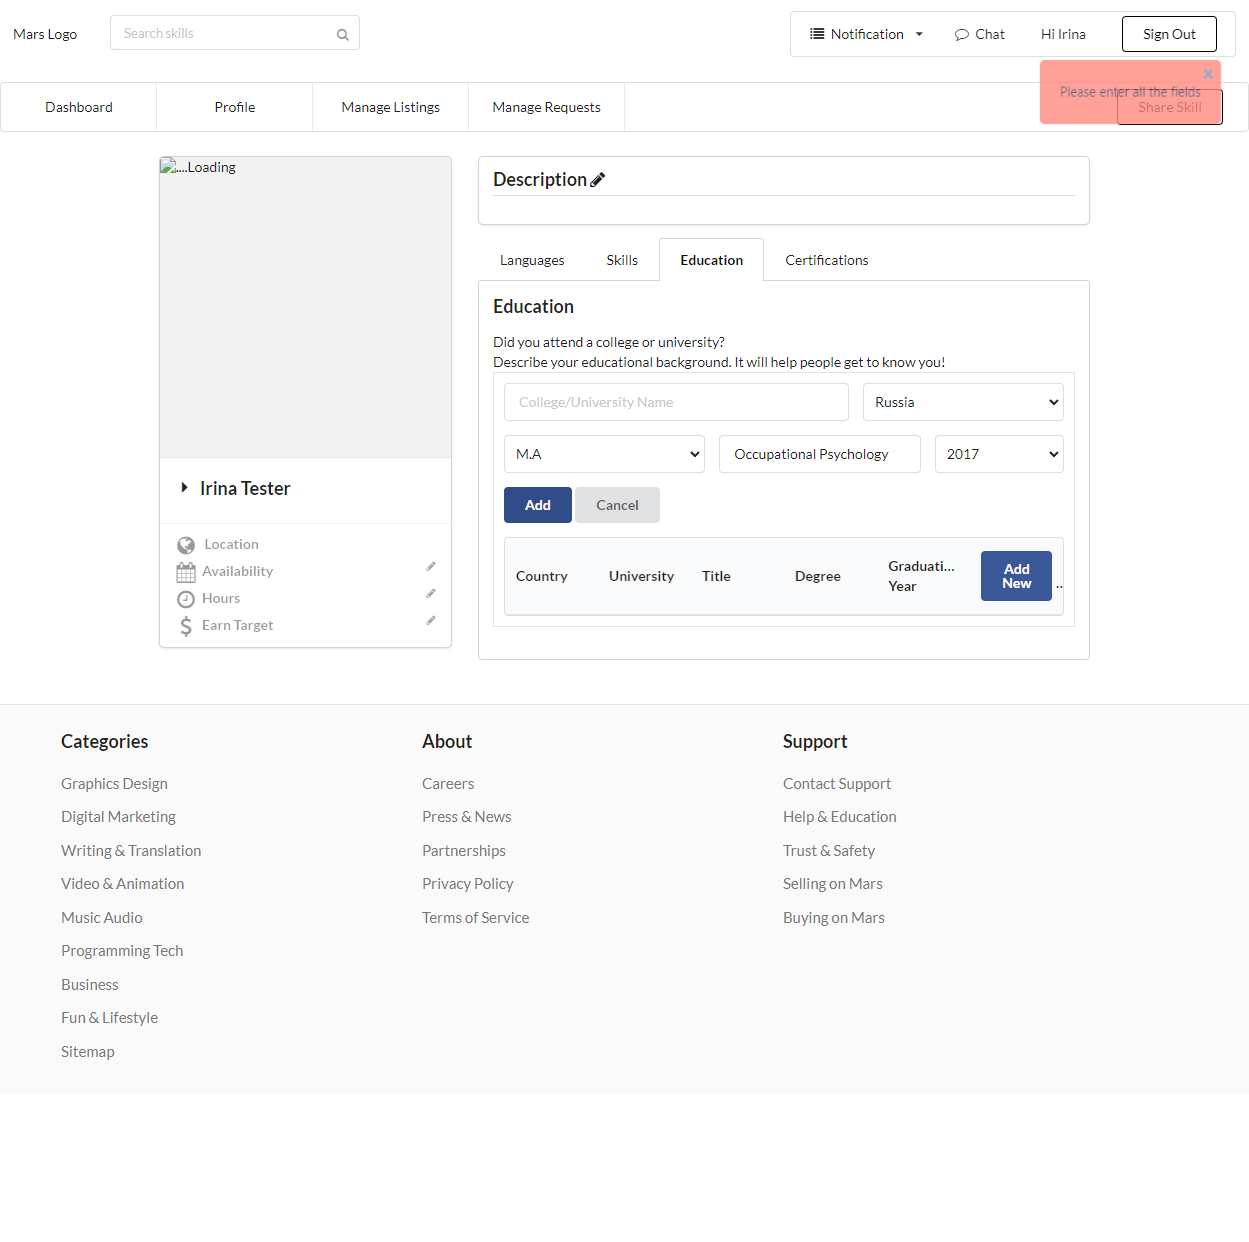 Mars Logo
Search skills
Notification
Chat
Hi Irina
Sign Out
Please enter all the fields
Dashboard
Profile
Manage Listings
Manage Requests
Share Skill
....Loading
Description
Languages
Skills
Education
Certifications
Education
Did you attend a college or university?
Describe your educational background. It will help people get to know you!
College/University Name
Russia
M.A
Occupational Psychology
2017
Add
Cancel
Country
University
Title
Degree
Graduati...
Year
Add
New
..
Irina Tester
Location
Availability
Hours
Earn Target
Categories
Graphics Design
Digital Marketing
Writing & Translation
Video & Animation
Music Audio
Programming Tech
Business
Fun & Lifestyle
Sitemap
About
Careers
Press & News
Partnerships
Privacy Policy
Terms of Service
Support
Contact Support
Help & Education
Trust & Safety
Selling on Mars
Buying on Mars